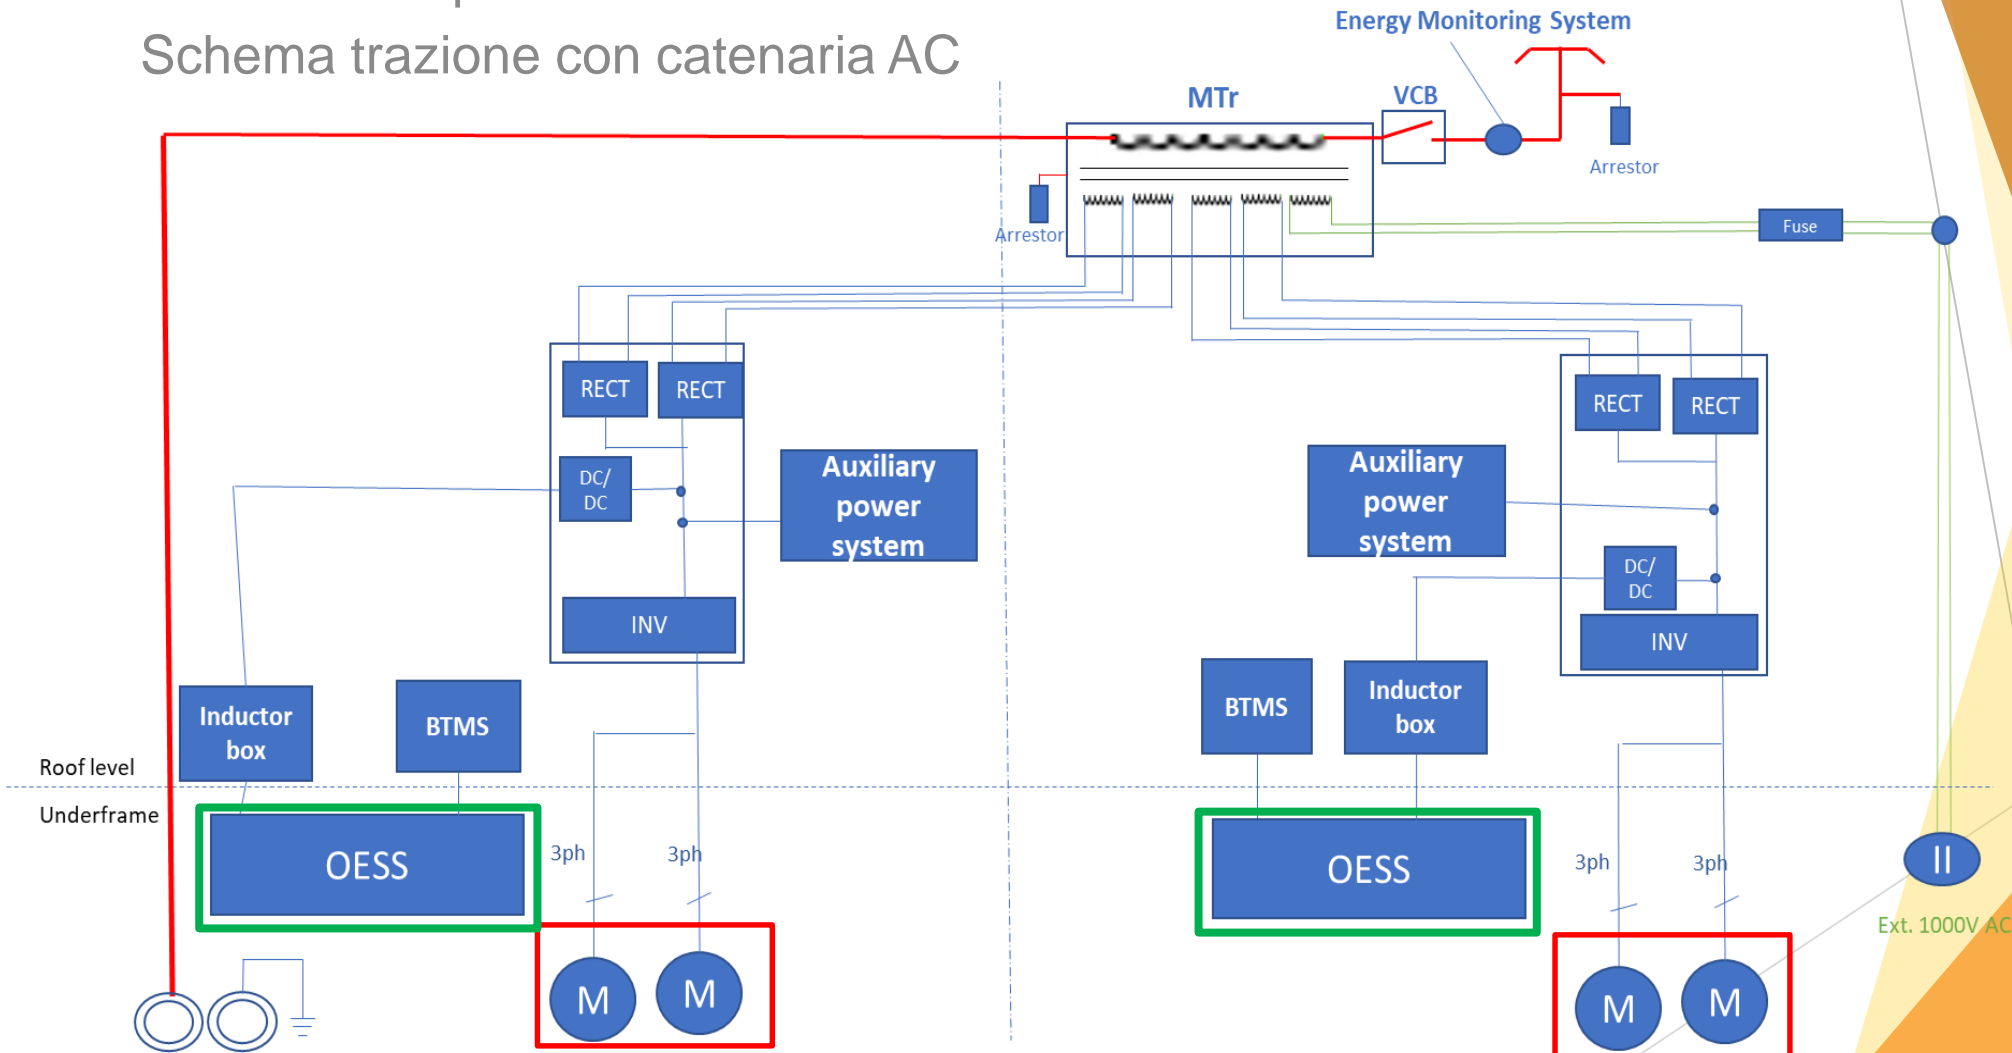 Schema trazione con catenaria AC
Energy Monitoring System
MTr
VCB
Arrestor
Arrestor
Fuse
RECT
RECT
RECT
RECT
DC/
DC
Auxiliary
power
system
Auxiliary
power
system
DC/
DC
INV
INV
Inductor
box
BTMS
BTMS
Inductor
box
Roof level
Underframe
OESS
3ph
3ph
OESS
3ph
3ph
II
Ext. 1000V AC
M
M
M
M